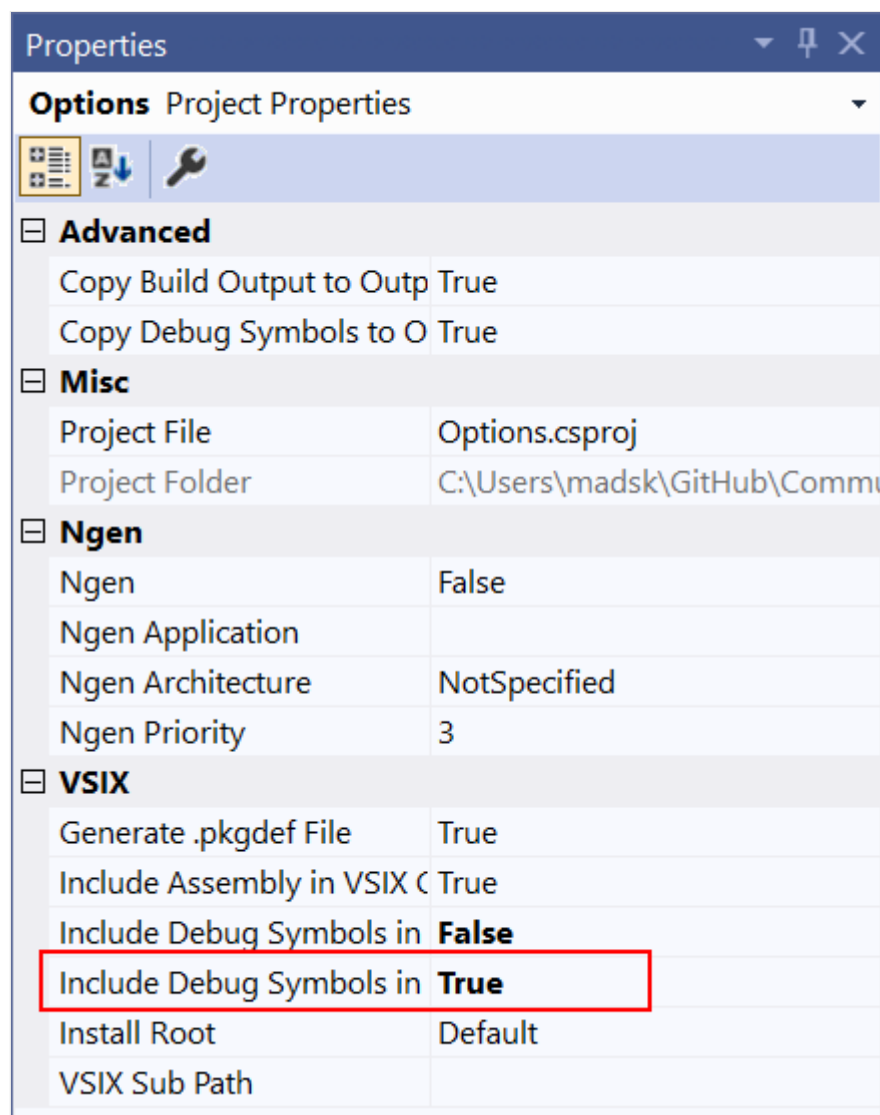 Properties
Options Project Properties
Advanced
Copy Build Output to Outp True
Copy Debug Symbols to O True
Misc
Project File Options.csproj
Project Folder C:\Users\madsk\GitHub\Commu
Ngen
Ngen False
Ngen Application
Ngen Architecture NotSpecified
Ngen Priority 3
VSIX
Generate .pkgdef File True
Include Assembly in VSIX C True
Include Debug Symbols in False
Include Debug Symbols in True
Install Root Default
VSIX Sub Path